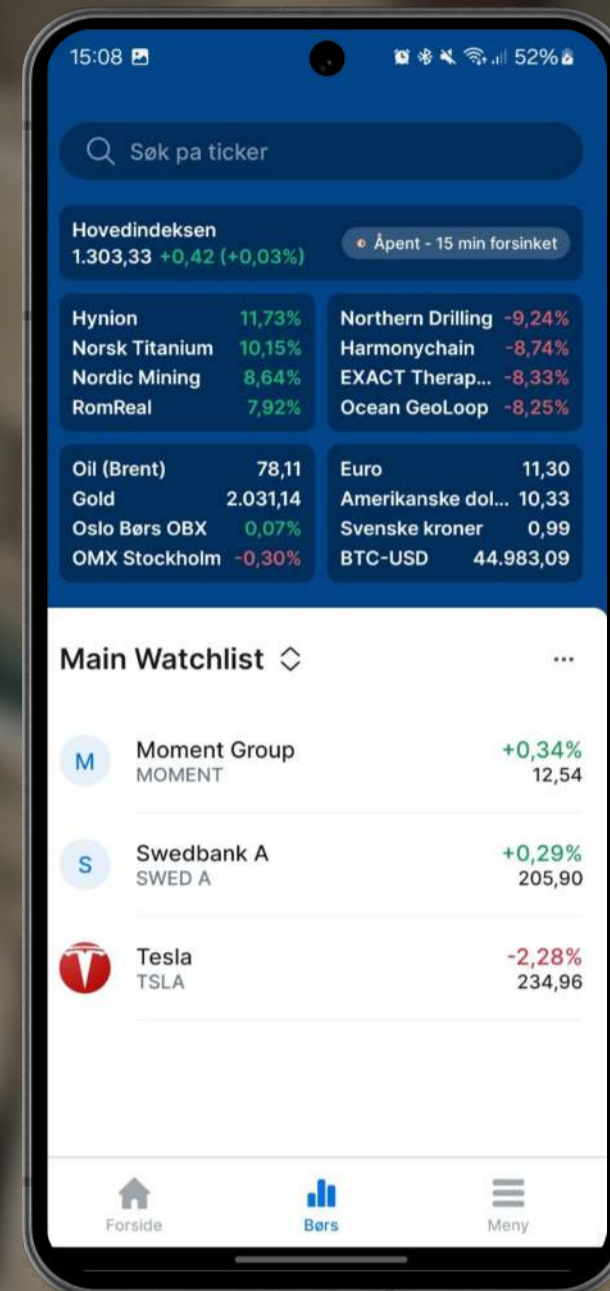 15:08 52%
Søk pa ticker
Hovedindeksen
1.303,33 +0,42 (+0,03%)
Åpent - 15 min forsinket
Hynion 11,73%
Norsk Titanium 10,15%
Nordic Mining 8,64%
RomReal 7,92%
Northern Drilling -9,24%
Harmonychain -8,74%
EXACT Therap... -8,33%
Ocean GeoLoop -8,25%
Oil (Brent) 78,11
Gold 2.031,14
Oslo Børs OBX 0,07%
OMX Stockholm -0,30%
Euro 11,30
Amerikanske dol... 10,33
Svenske kroner 0,99
BTC-USD 44.983,09
Main Watchlist
M Moment Group +0,34%
MOMENT 12,54
S Swedbank A +0,29%
SWED A 205,90
Tesla -2,28%
TSLA 234,96
Forside Børs Meny